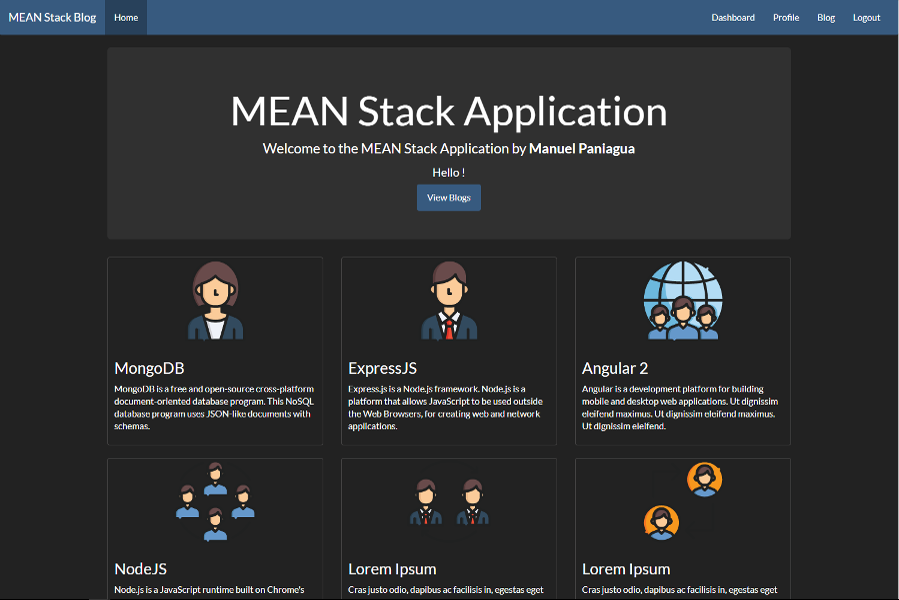 MEAN Stack Blog Home Dashboard Profile Blog Logout
MEAN Stack Application
Welcome to the MEAN Stack Application by Manuel Paniagua
Hello !
View Blogs
MongoDB
MongoDB is a free and open-source cross-platform
document-oriented database program. This NoSQL
database program uses JSON-like documents with
schemas.
ExpressJS
Express.js is a Node.js framework. Node.js is a
platform that allows JavaScript to be used outside
the Web Browsers, for creating web and network
applications.
Angular 2
Angular is a development platform for building
mobile and desktop web applications. Ut dignissim
eleifend maximus. Ut dignissim eleifend maximus.
Ut dignissim eleifend.
NodeJS
Node.js is a JavaScript runtime built on Chrome's
Lorem Ipsum
Cras justo odio, dapibus ac facilisis in, egestas eget
Lorem Ipsum
Cras justo odio, dapibus ac facilisis in, egestas eget